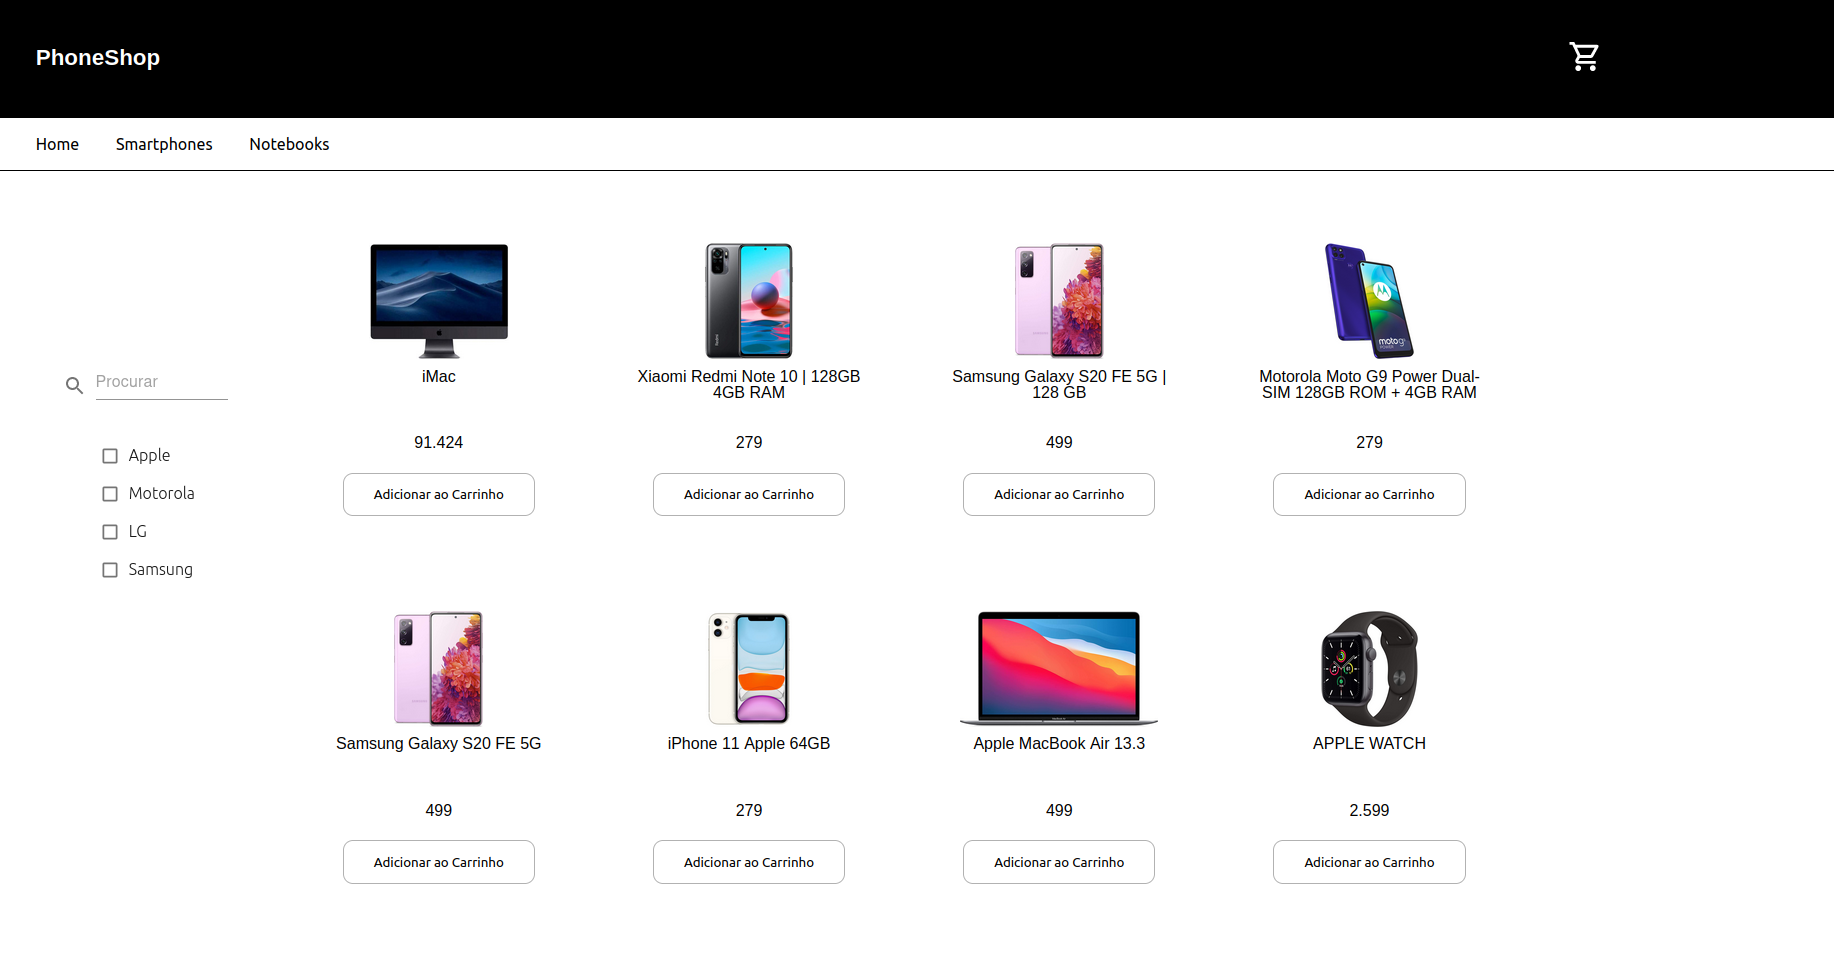 PhoneShop
Home Smartphones Notebooks
Procurar
Apple
Motorola
LG
Samsung
iMac
91.424
Adicionar ao Carrinho
Xiaomi Redmi Note 10 | 128GB
4GB RAM
279
Adicionar ao Carrinho
Samsung Galaxy S20 FE 5G |
128 GB
499
Adicionar ao Carrinho
moto g9
Motorola Moto G9 Power Dual-
SIM 128GB ROM + 4GB RAM
279
Adicionar ao Carrinho
Samsung Galaxy S20 FE 5G
499
Adicionar ao Carrinho
iPhone 11 Apple 64GB
279
Adicionar ao Carrinho
Apple MacBook Air 13.3
499
Adicionar ao Carrinho
APPLE WATCH
2.599
Adicionar ao Carrinho